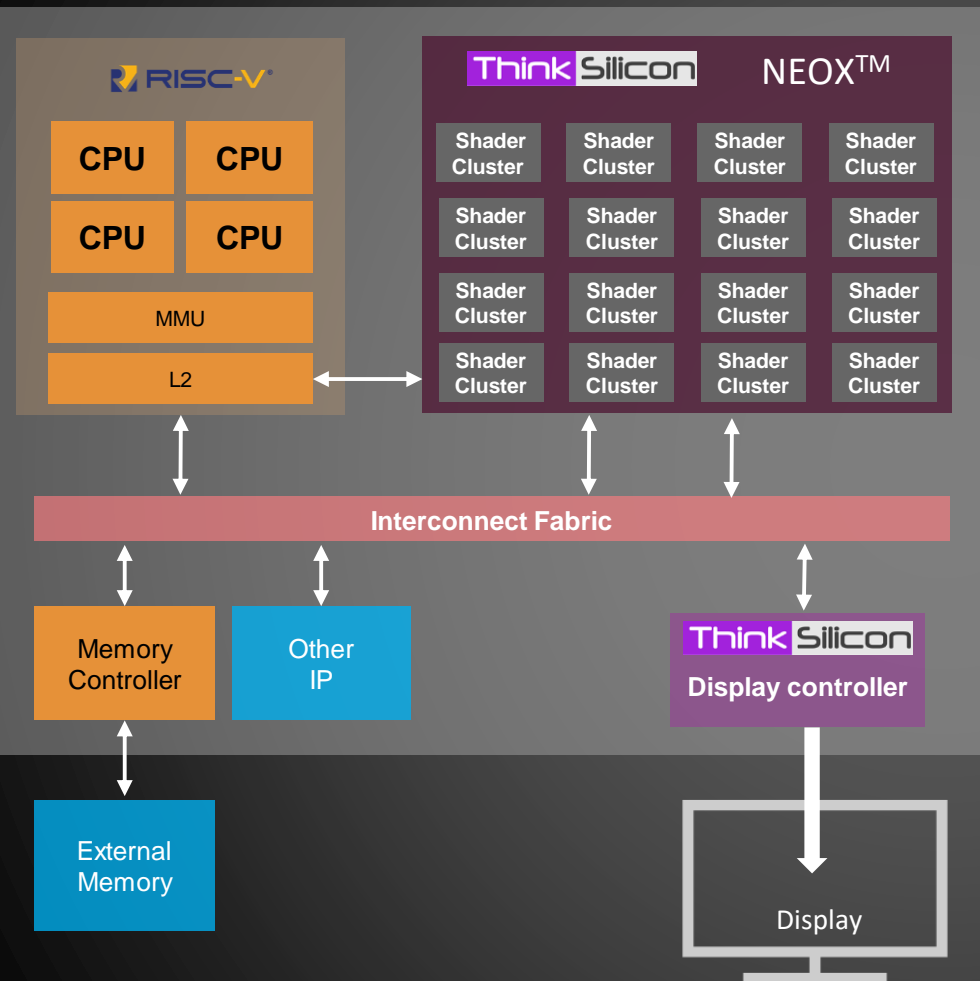 RISC-V®
Think Silicon
NEOX™
CPU CPU
CPU CPU
MMU
L2
Shader Shader Shader Shader
Cluster Cluster Cluster Cluster
Shader Shader Shader Shader
Cluster Cluster Cluster Cluster
Shader Shader Shader Shader
Cluster Cluster Cluster Cluster
Shader Shader Shader Shader
Cluster Cluster Cluster Cluster
Interconnect Fabric
Memory
Controller
Other
IP
Think Silicon
Display controller
External
Memory
Display